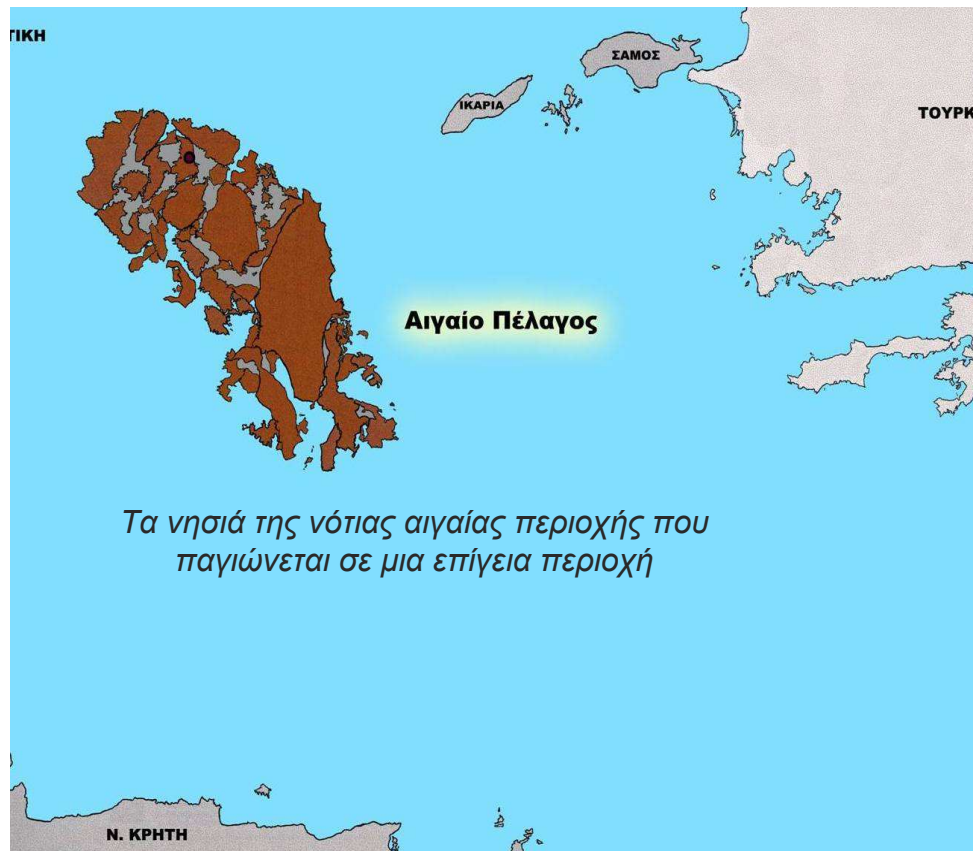 ΤΙΚΗ
ΣΑΜΟΣ
ΙΚΑΡΙΑ
ΤΟΥΡΚ
Αιγαίο Πέλαγος
Τα νησιά της νότιας αιγαίας περιοχής που
παγιώνεται σε μια επίγεια περιοχή
Ν. ΚΡΗΤΗ